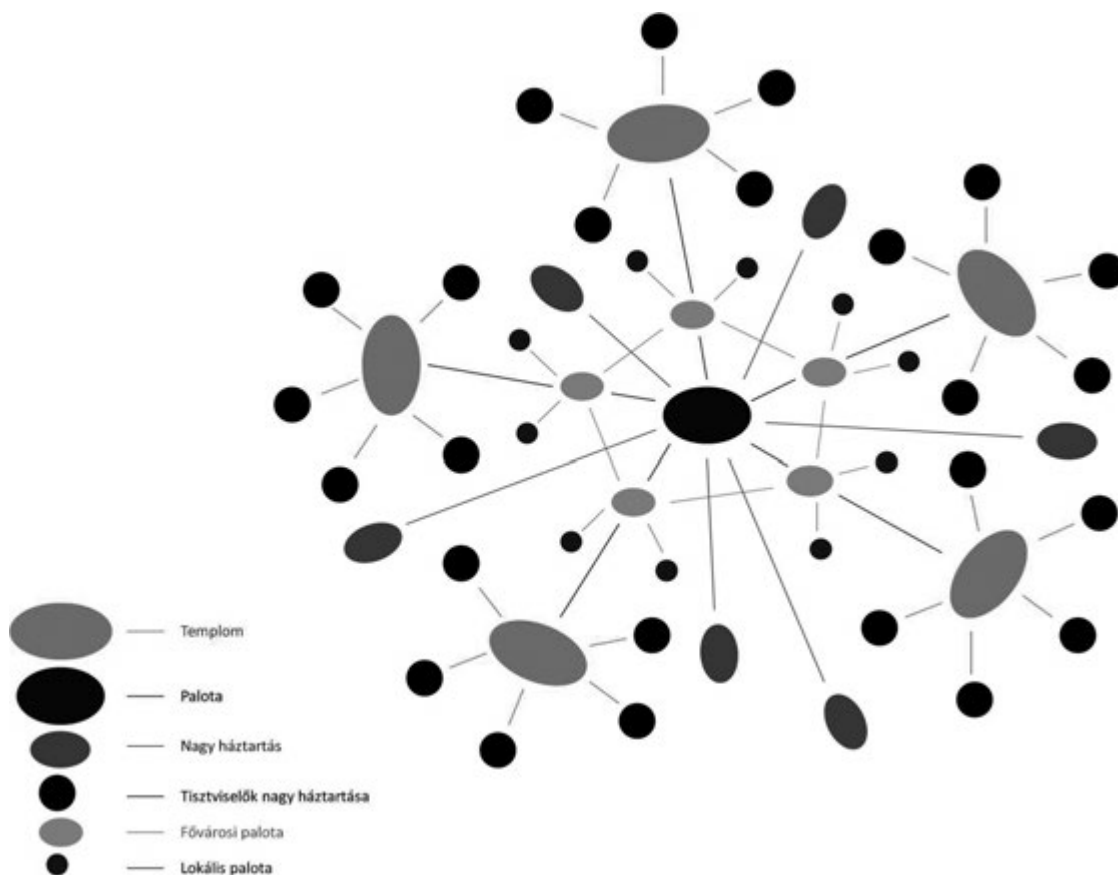 Templom
Palota
Nagy háztartás
Tisztviselők nagy háztartása
Fővárosi palota
Lokális palota